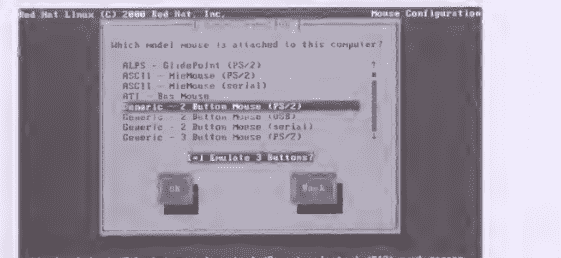 Red Hat Linux (C) 2000 Red Hat, Inc. Mouse Configuration
Which model mouse is attached to this computer?
ALPS - GlidePoint (PS/2)
ASCII - MieMouse (PS/2)
ASCII - MieMouse (serial)
ATI - Bus Mouse
Generic - 2 Button Mouse (PS/2)
Generic - 2 Button Mouse (USB)
Generic - 2 Button Mouse (serial)
Generic - 3 Button Mouse (PS/2)
[*] Emulate 3 Buttons?
OK Back